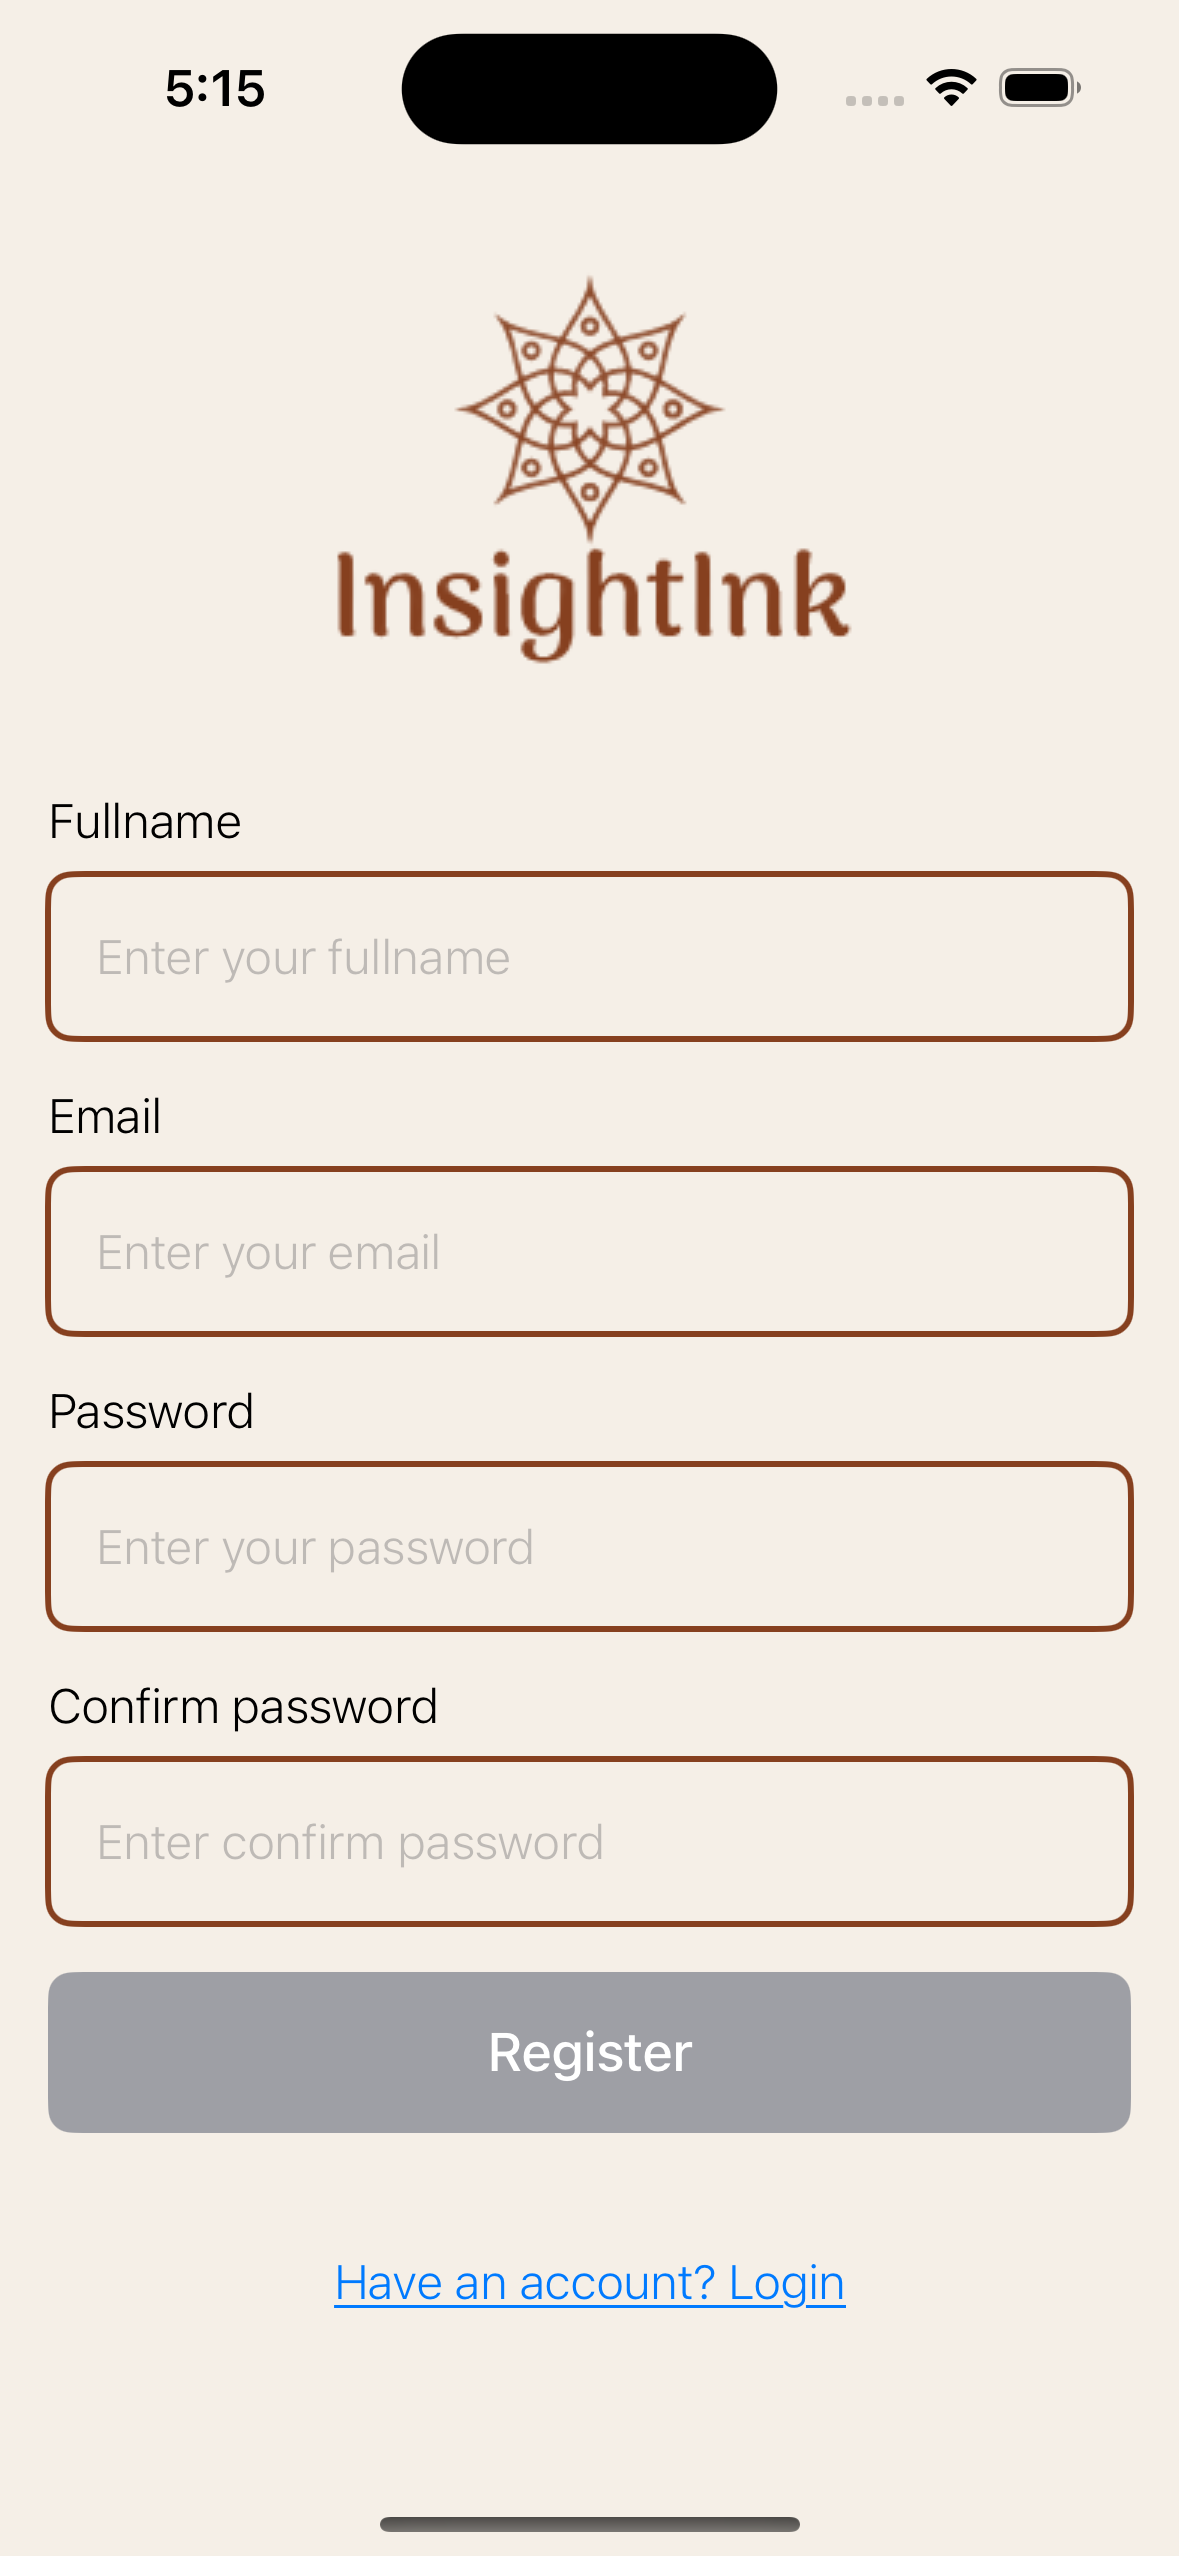 5:15
InsightInk
Fullname
Enter your fullname
Email
Enter your email
Password
Enter your password
Confirm password
Enter confirm password
Register
Have an account? Login